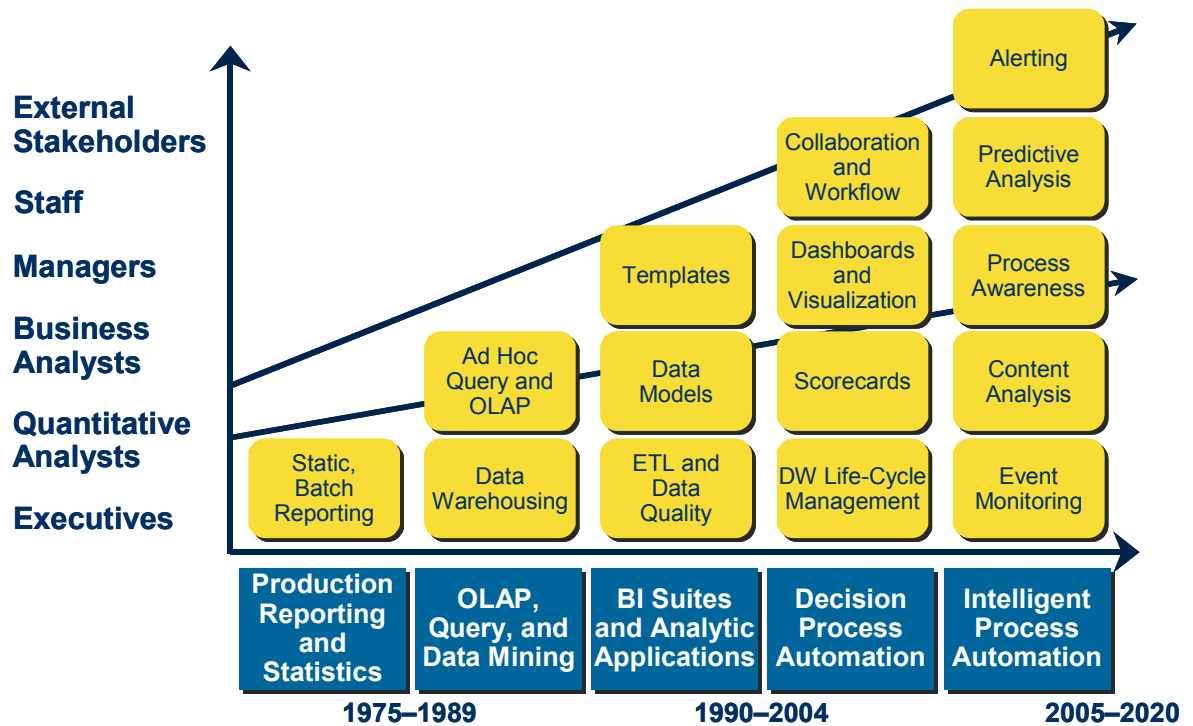 External
Stakeholders
Staff
Managers
Business
Analysts
Quantitative
Analysts
Executives
Alerting
Collaboration
and
Workflow
Predictive
Analysis
Templates
Dashboards
and
Visualization
Process
Awareness
Ad Hoc
Query and
OLAP
Data
Models
Scorecards
Content
Analysis
Static,
Batch
Reporting
Data
Warehousing
ETL and
Data
Quality
DW Life-Cycle
Management
Event
Monitoring
Production
Reporting
and
Statistics
OLAP,
Query, and
Data Mining
BI Suites
and Analytic
Applications
Decision
Process
Automation
Intelligent
Process
Automation
1975–1989
1990–2004
2005–2020